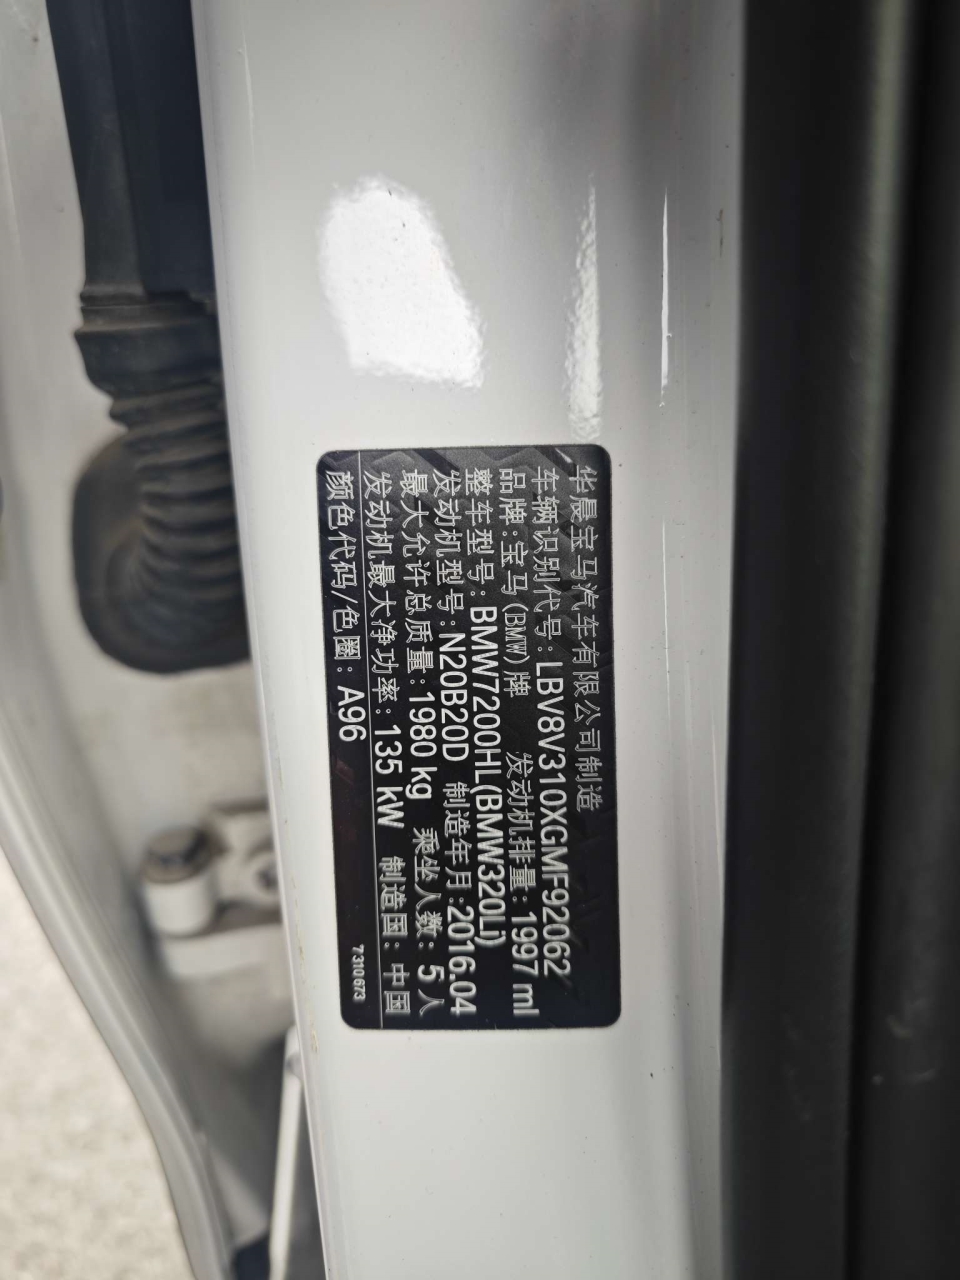 华晨宝马汽车有限公司制造
车辆识别代号:LBV8V310XGMF92062
品牌:宝马(BMW)牌 发动机排量:1997 ml
整车型号:BMW7200HL(BMW320Li)
发动机型号:N20B20D 制造年月:2016.04
最大允许总质量:1980 kg 乘坐人数:5人
发动机最大净功率:135 kW 制造国:中国
颜色代码/色圈:A96
7310673